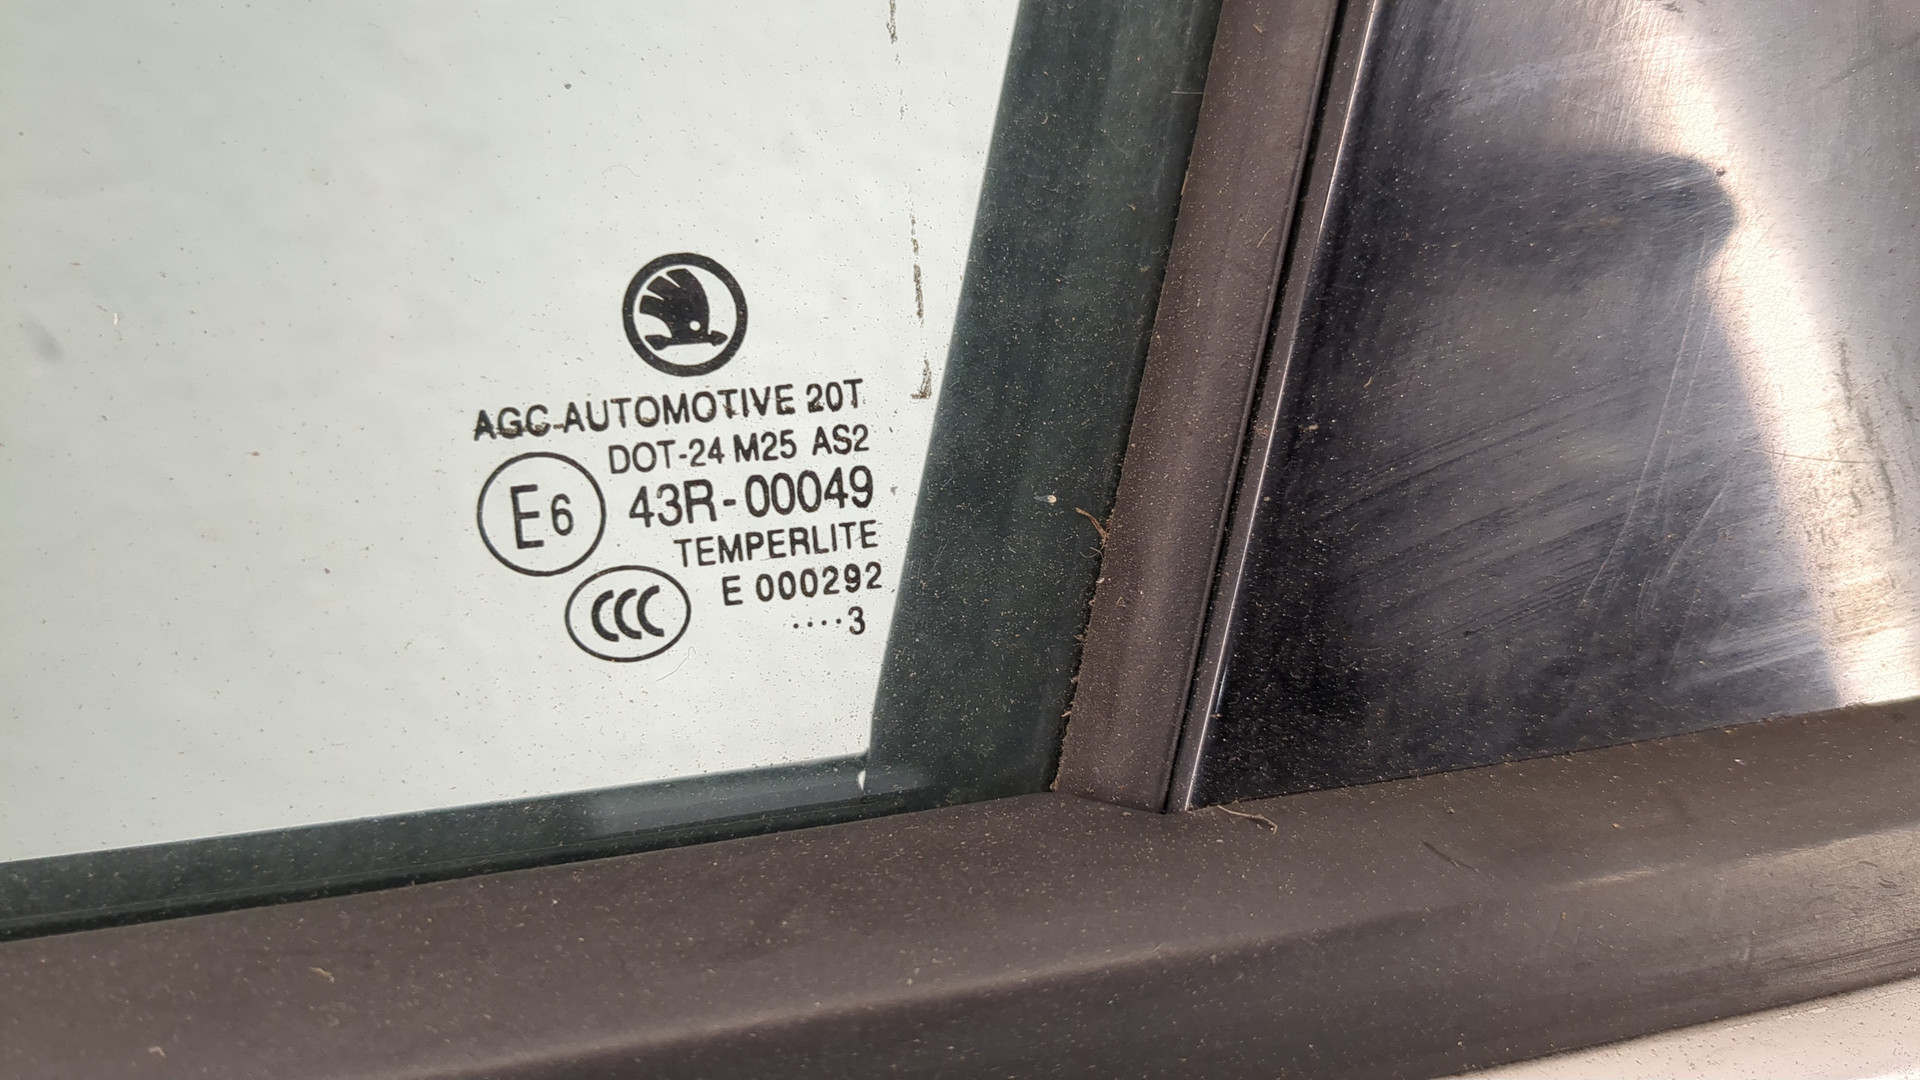 AGC AUTOMOTIVE 20T
DOT-24 M25 AS2
E6
43R-00049
TEMPERLITE
E 000292
CCC
....3